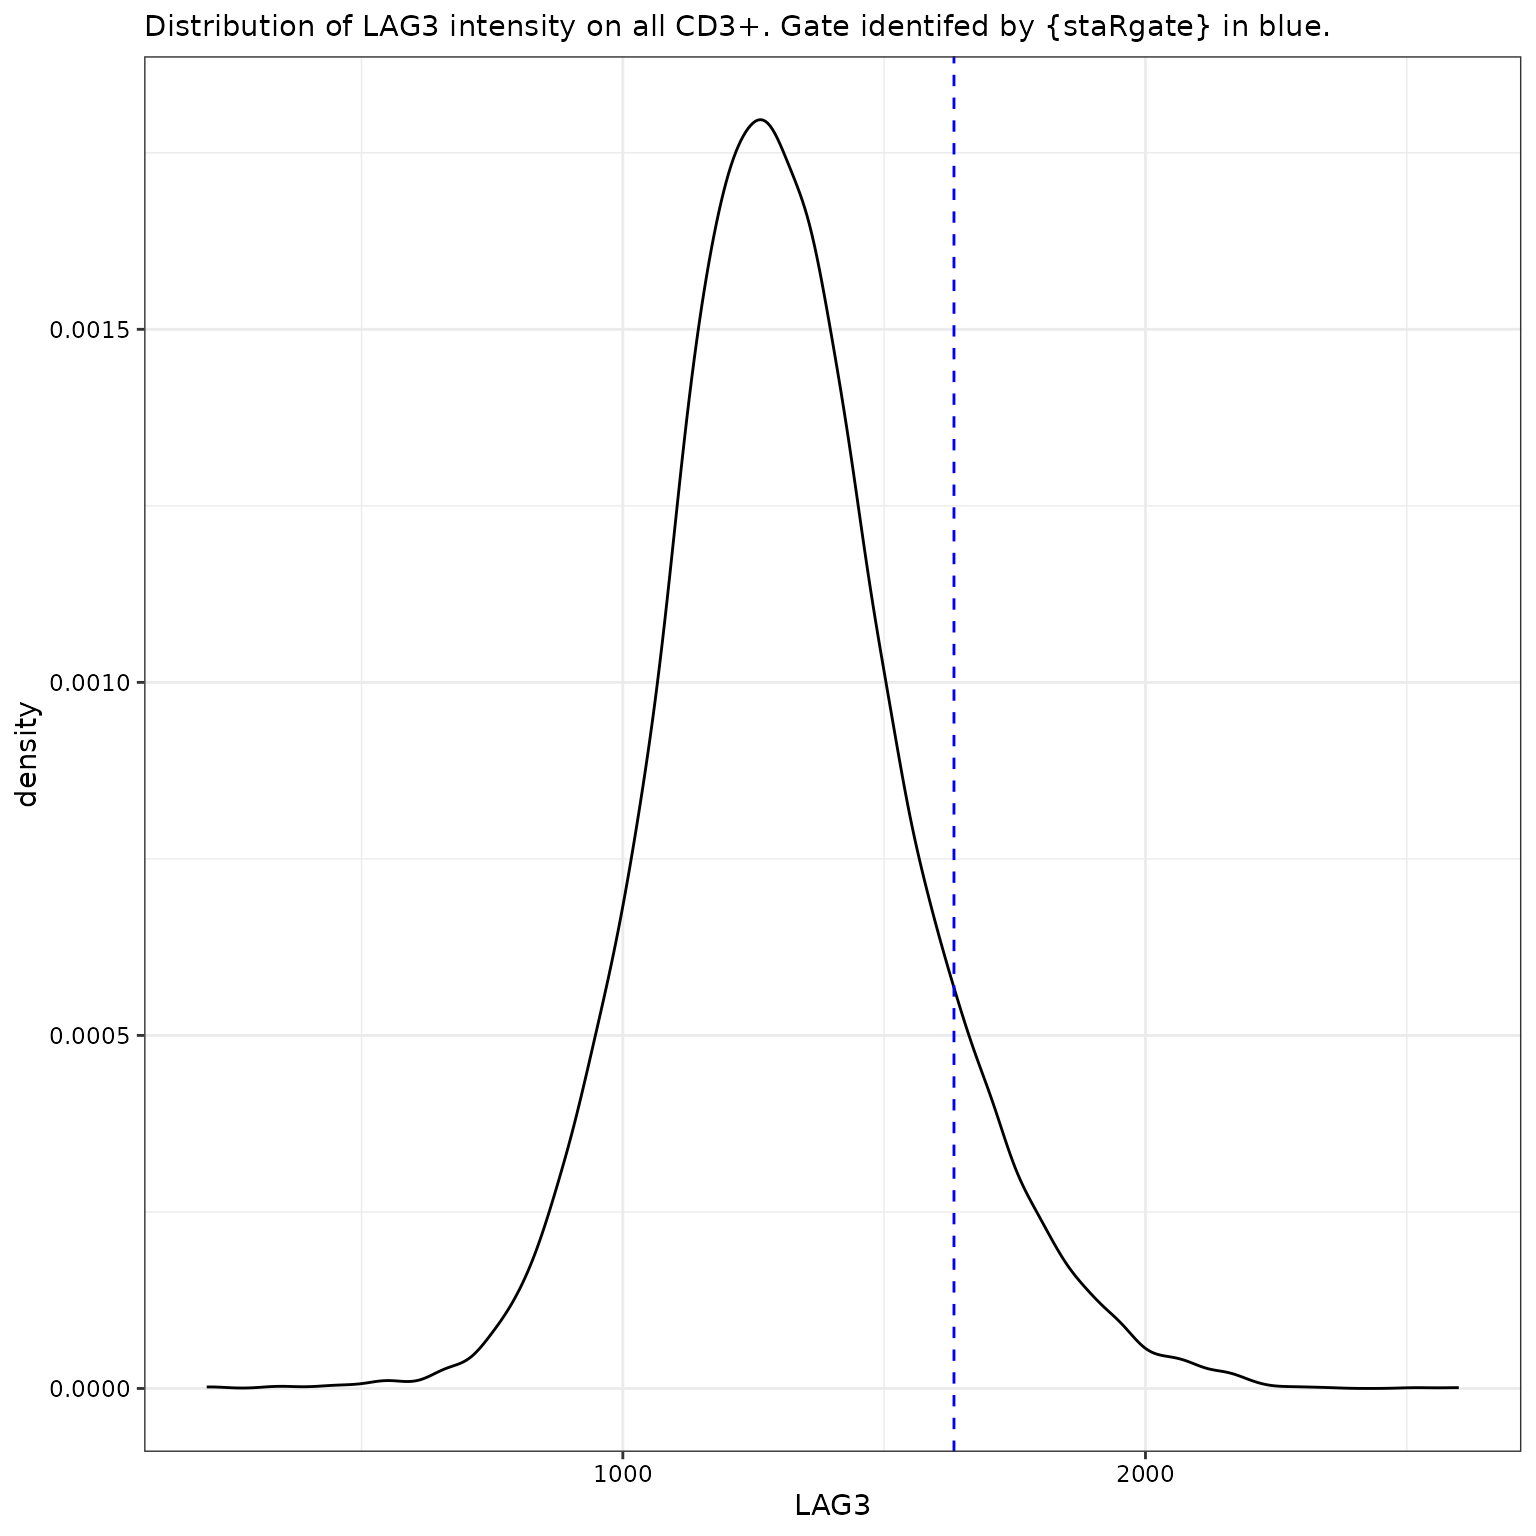 Distribution of LAG3 intensity on all CD3+. Gate identifed by {staRgate} in blue.
0.0015
0.0010
density
0.0005
0.0000
1000
2000
LAG3